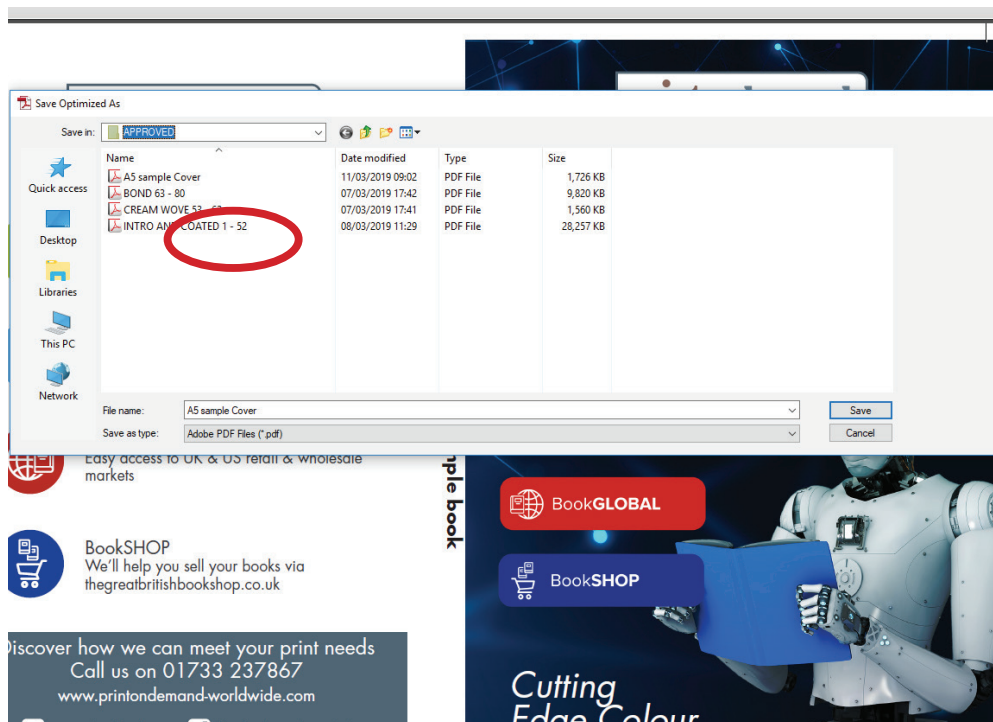 Save Optimized As
Save in: APPROVED
Name Date modified Type Size
A5 sample Cover 11/03/2019 09:02 PDF File 1,726 KB
BOND 63 - 80 07/03/2019 17:42 PDF File 9,820 KB
CREAM WOVE 53 - 07/03/2019 17:41 PDF File 1,560 KB
INTRO AND COATED 1 - 52 08/03/2019 11:29 PDF File 28,257 KB
Quick access
Desktop
Libraries
This PC
Network
File name: A5 sample Cover Save
Save as type: Adobe PDF Files (*.pdf) Cancel
Easy access to UK & US retail & wholesale
markets
BookSHOP
We'll help you sell your books via
thegreatbritishbookshop.co.uk
Discover how we can meet your print needs
Call us on 01733 237867
www.printondemand-worldwide.com
book
BookGLOBAL
BookSHOP
Cutting
Edge Colour